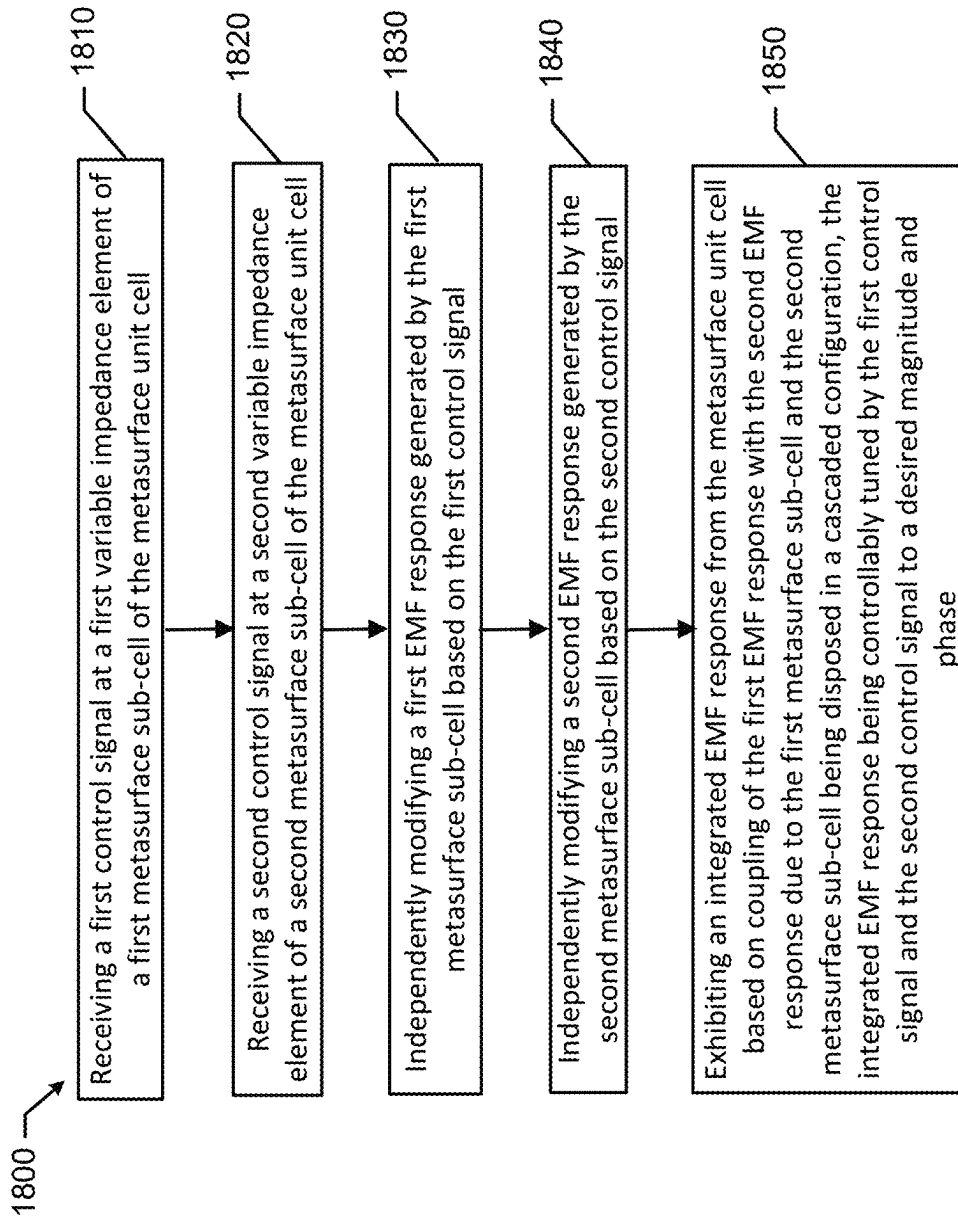 1800
1810
Receiving a first control signal at a first variable impedance element of
a first metasurface sub-cell of the metasurface unit cell
1820
Receiving a second control signal at a second variable impedance
element of a second metasurface sub-cell of the metasurface unit cell
1830
Independently modifying a first EMF response generated by the first
metasurface sub-cell based on the first control signal
1840
Independently modifying a second EMF response generated by the
second metasurface sub-cell based on the second control signal
1850
Exhibiting an integrated EMF response from the metasurface unit cell
based on coupling of the first EMF response with the second EMF
response due to the first metasurface sub-cell and the second
metasurface sub-cell being disposed in a cascaded configuration, the
integrated EMF response being controllably tuned by the first control
signal and the second control signal to a desired magnitude and
phase